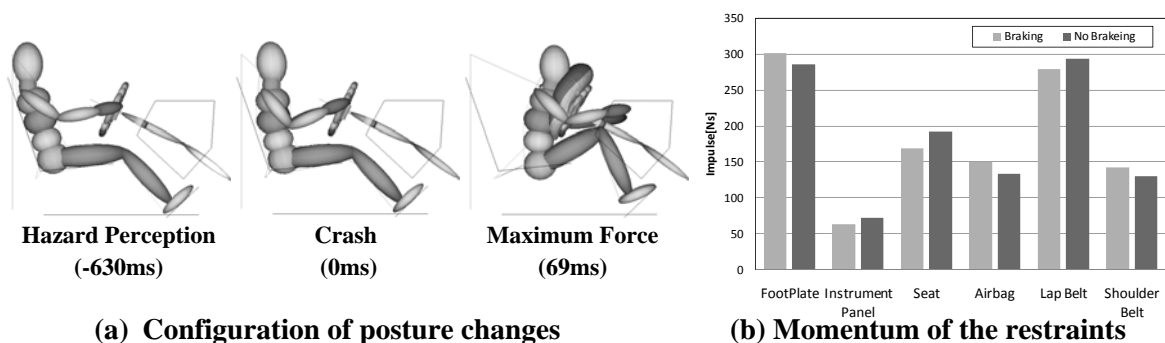 Hazard Perception
(-630ms)
Crash
(0ms)
Maximum Force
(69ms)
(a) Configuration of posture changes
350
300
250
200
150
100
50
0
Impulse[Ns]
Braking
No Brakeing
FootPlate
Instrument
Panel
Seat
Airbag
Lap Belt
Shoulder
Belt
(b) Momentum of the restraints